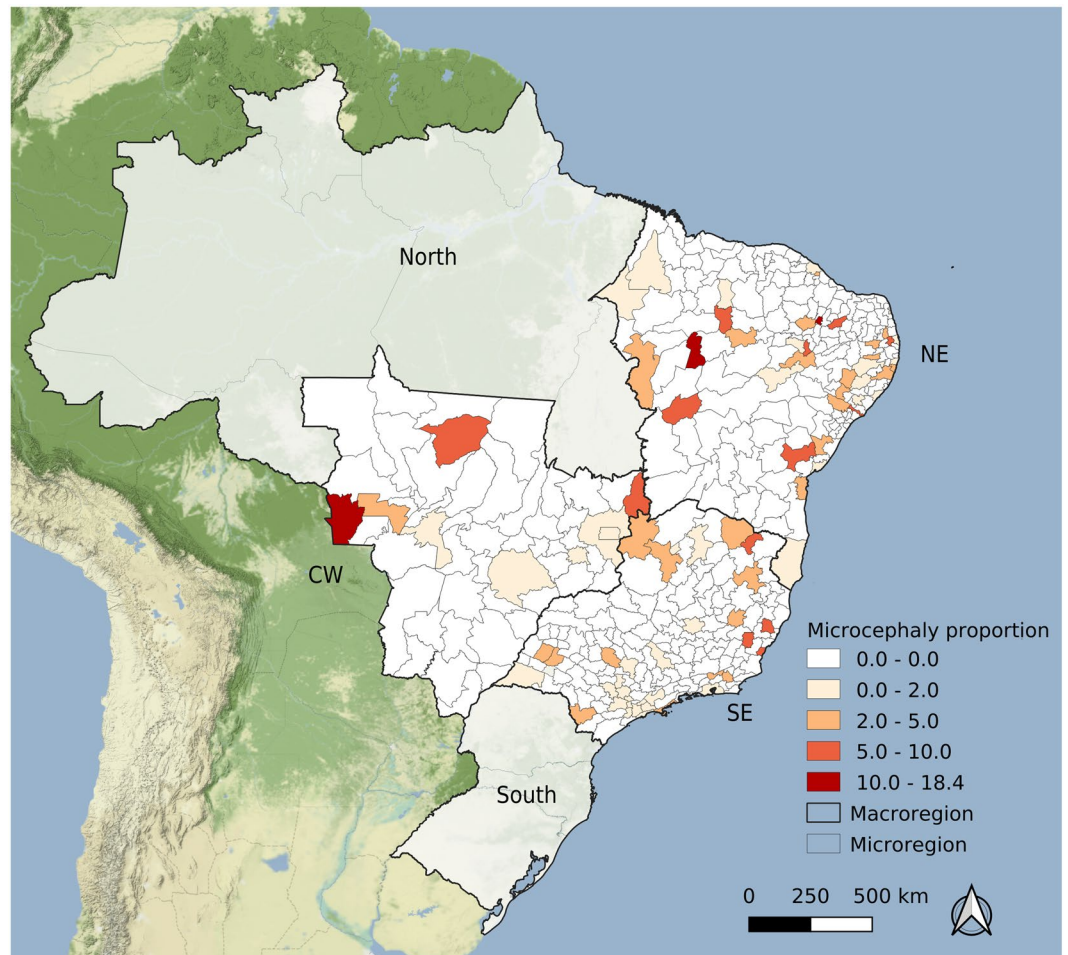 North
NE
CW
Microcephaly proportion
0.0 - 0.0
0.0 - 2.0
SE
2.0 - 5.0
5.0 - 10.0
10.0 - 18.4
South
Macroregion
Microregion
0 250 500 km